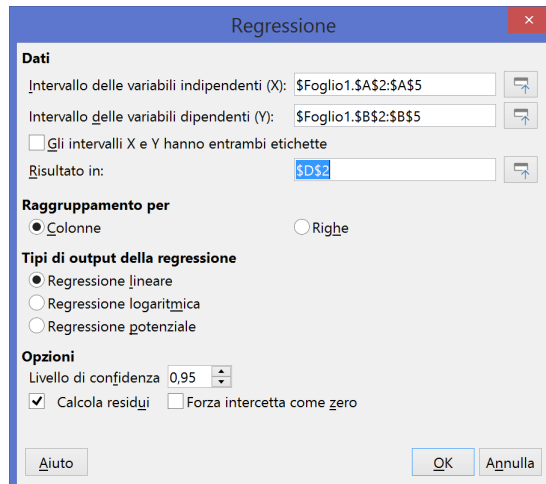 Regressione
Dati
Intervallo delle variabili indipendenti (X): $Foglio1.$A$2:$A$5
Intervallo delle variabili dipendenti (Y): $Foglio1.$B$2:$B$5
Gli intervalli X e Y hanno entrambi etichette
Risultato in: $D$2
Raggruppamento per
Colonne Righe
Tipi di output della regressione
Regressione lineare
Regressione logaritmica
Regressione potenziale
Opzioni
Livello di confidenza 0,95
Calcola residui Forza intercetta come zero
Aiuto OK Annulla